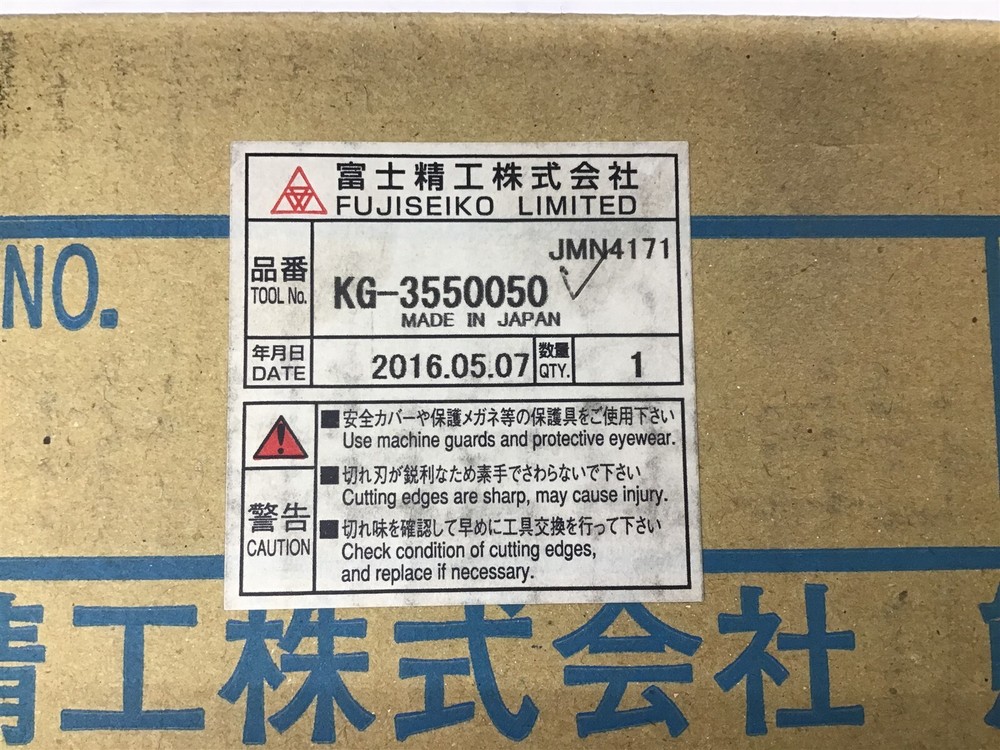 富士精工株式会社
FUJISEIKO LIMITED
NO.
品番
TOOL No.
JMN4171
KG-3550050
MADE IN JAPAN
年月日
DATE
2016.05.07
数量
QTY.
1
■安全カバーや保護メガネ等の保護具をご使用下さい
Use machine guards and protective eyewear.
■切れ刃が鋭利なため素手でさわらないで下さい
Cutting edges are sharp, may cause injury.
■切れ味を確認して早めに工具交換を行って下さい
Check condition of cutting edges,
and replace if necessary.
警告
CAUTION
精工株式会社